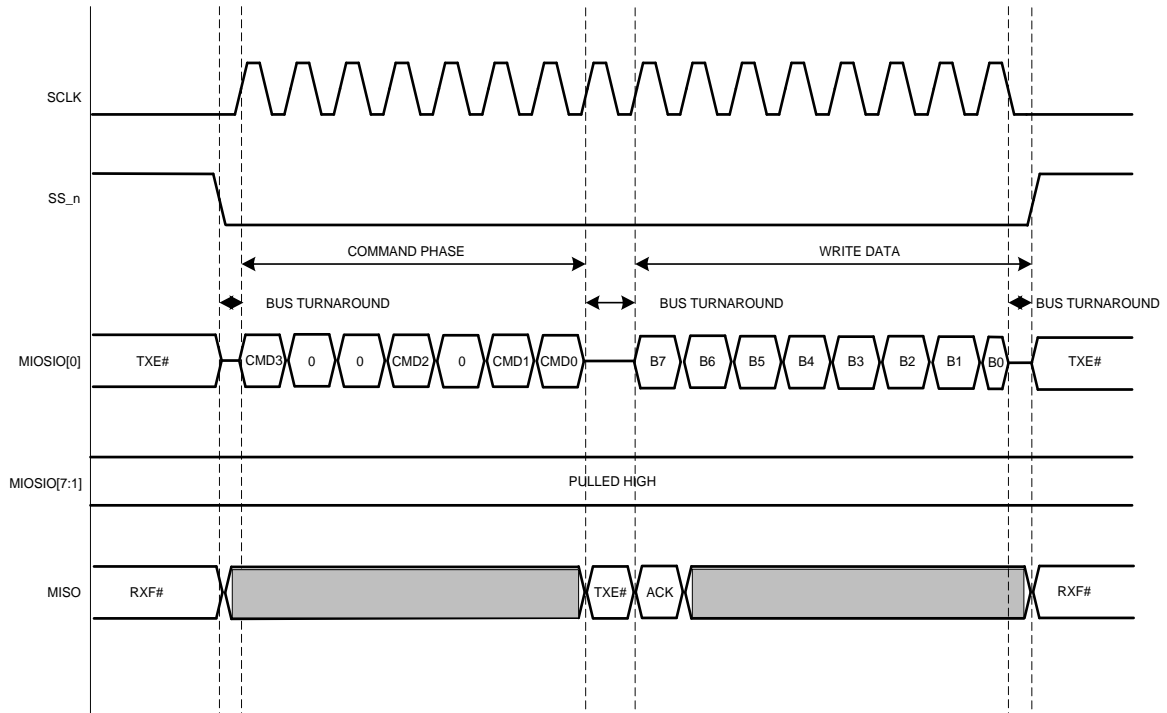 SCLK
SS_n
COMMAND PHASE WRITE DATA
BUS TURNAROUND BUS TURNAROUND BUS TURNAROUND
MIOSIO[0] TXE# CMD3 0 0 CMD2 0 CMD1 CMD0 B7 B6 B5 B4 B3 B2 B1 B0 TXE#
MIOSIO[7:1] PULLED HIGH
MISO RXF# TXE# ACK RXF#